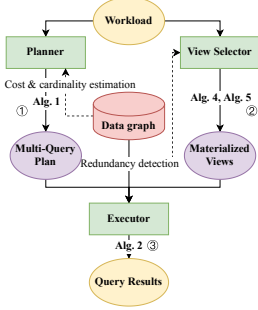 Workload
Planner
View Selector
Cost & cardinality estimation
① Alg. 1
Alg. 4, Alg. 5 ②
Data graph
Multi-Query
Plan
Redundancy detection
Materialized
Views
Executor
Alg. 2 ③
Query Results